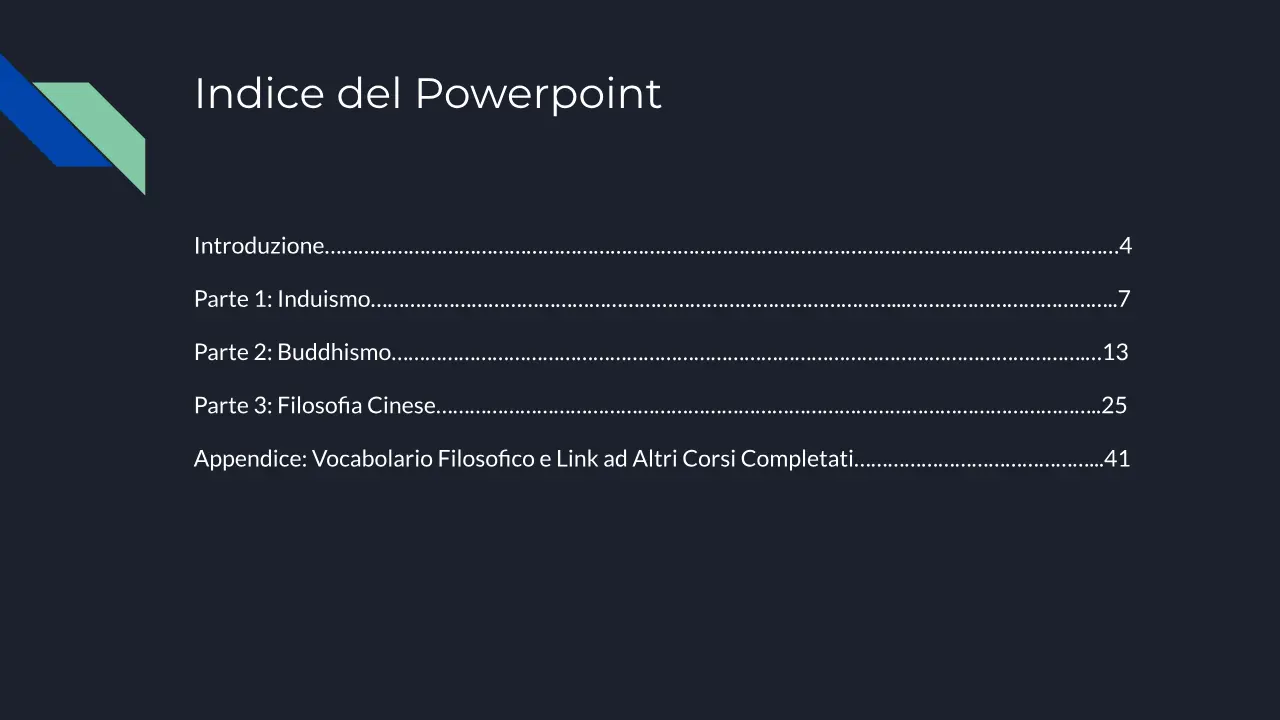 Indice del Powerpoint
Introduzione……………………………………………………………………………………………4
Parte 1: Induismo………………………………………………………………..………………………..7
Parte 2: Buddhismo……………………………………………………………………………………13
Parte 3: Filosofia Cinese……………………………………………………………………………..25
Appendice: Vocabolario Filosofico e Link ad Altri Corsi Completati…………………………...41